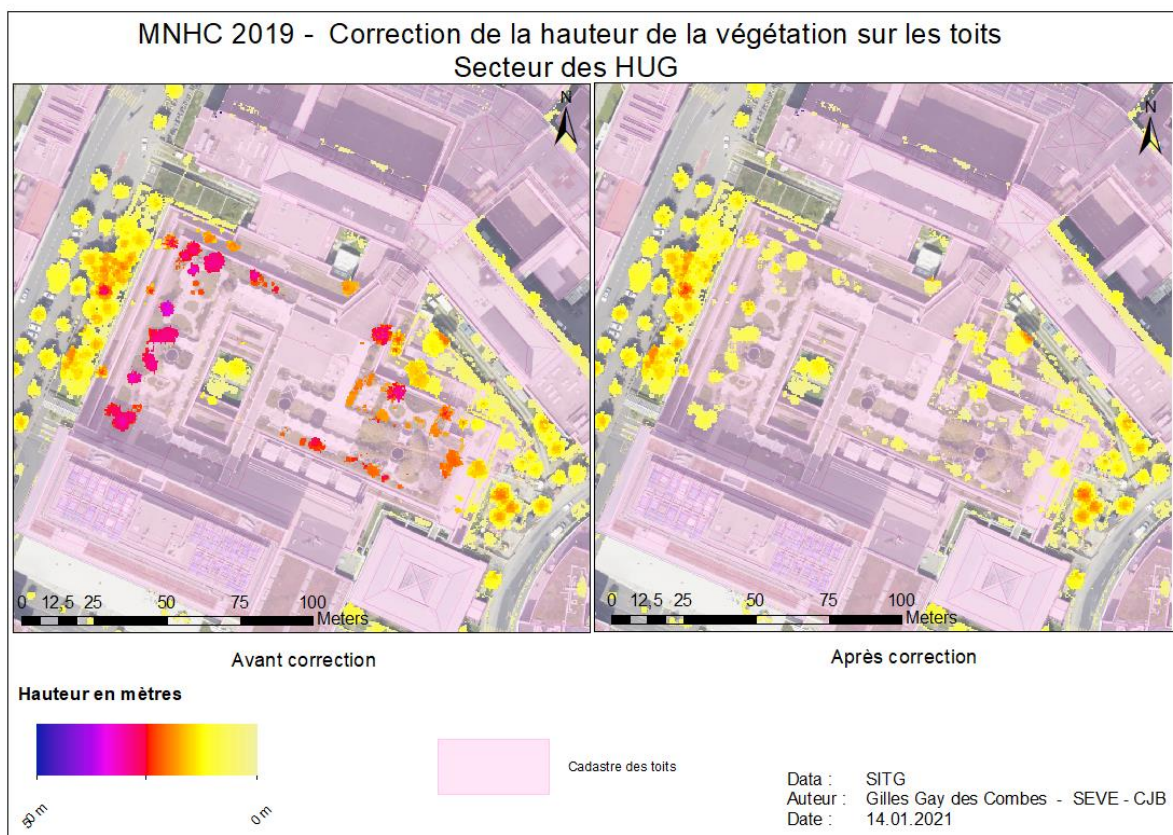 MNHC 2019 - Correction de la hauteur de la végétation sur les toits
Secteur des HUG
N
N
0 12.5 25 50 75 100
Meters
0 12.5 25 50 75 100
Meters
Avant correction
Après correction
Hauteur en mètres
50 m
0 m
Cadastre des toits
Data : SITG
Auteur : Gilles Gay des Combes - SEVE - CJB
Date : 14.01.2021